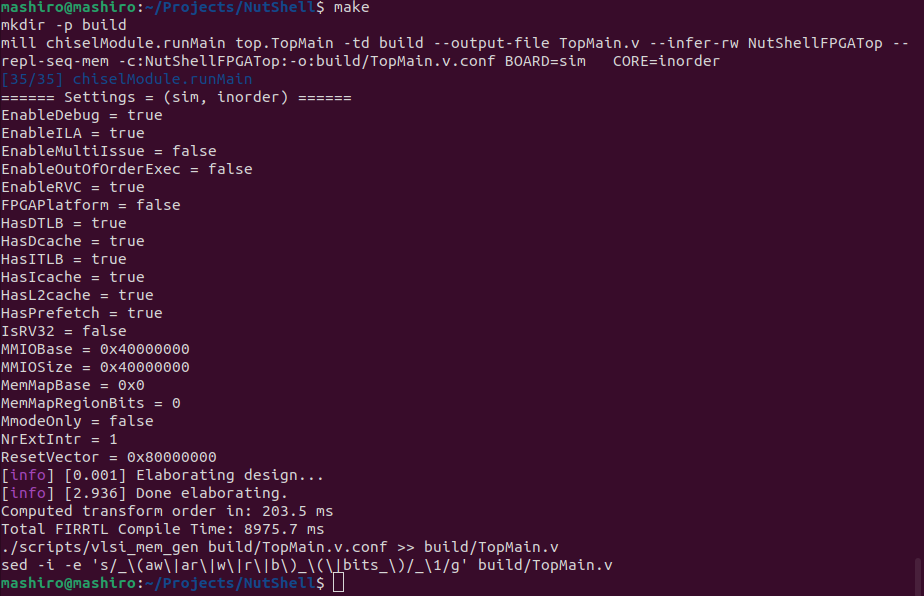 mashiro@mashiro:~/Projects/NutShell$ make
mkdir -p build
mill chiselModule.runMain top.TopMain -td build --output-file TopMain.v --infer-rw NutShellFPGATop --
repl-seq-mem -c:NutShellFPGATop:-o:build/TopMain.v.conf BOARD=sim   CORE=inorder
[35/35] chiselModule.runMain
====== Settings = (sim, inorder) ======
EnableDebug = true
EnableILA = true
EnableMultiIssue = false
EnableOutOfOrderExec = false
EnableRVC = true
FPGAPlatform = false
HasDTLB = true
HasDcache = true
HasITLB = true
HasIcache = true
HasL2cache = true
HasPrefetch = true
IsRV32 = false
MMIOBase = 0x40000000
MMIOSize = 0x40000000
MemMapBase = 0x0
MemMapRegionBits = 0
MmodeOnly = false
NrExtIntr = 1
ResetVector = 0x80000000
[info] [0.001] Elaborating design...
[info] [2.936] Done elaborating.
Computed transform order in: 203.5 ms
Total FIRRTL Compile Time: 8975.7 ms
./scripts/vlsi_mem_gen build/TopMain.v.conf >> build/TopMain.v
sed -i -e 's/_\(aw\|ar\|w\|r\|b\)_\(\|bits_\)/_\1/g' build/TopMain.v
mashiro@mashiro:~/Projects/NutShell$